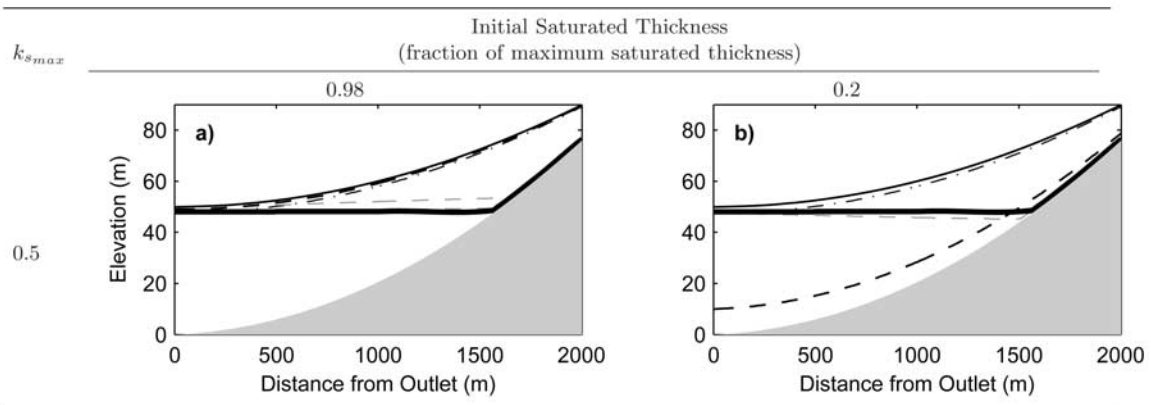 Initial Saturated Thickness
k_{s_{max}} (fraction of maximum saturated thickness)
0.98 0.2
a) b)
80 80
60 60
40 40
20 20
0 0
Elevation (m)
0.5
0 500 1000 1500 2000 0 500 1000 1500 2000
Distance from Outlet (m) Distance from Outlet (m)